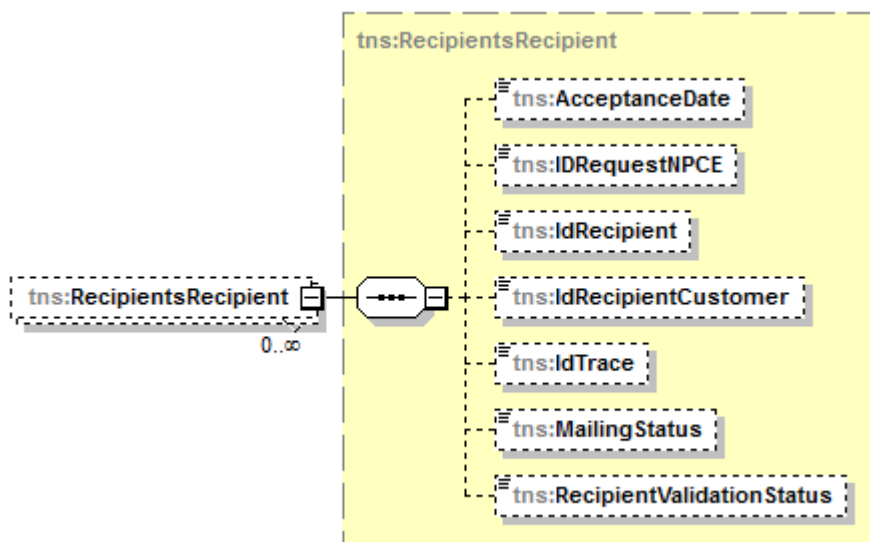 tns:RecipientsRecipient
tns:AcceptanceDate
tns:IDRequestNPCE
tns:IdRecipient
tns:RecipientsRecipient
tns:IdRecipientCustomer
0..∞
tns:IdTrace
tns:MailingStatus
tns:RecipientValidationStatus